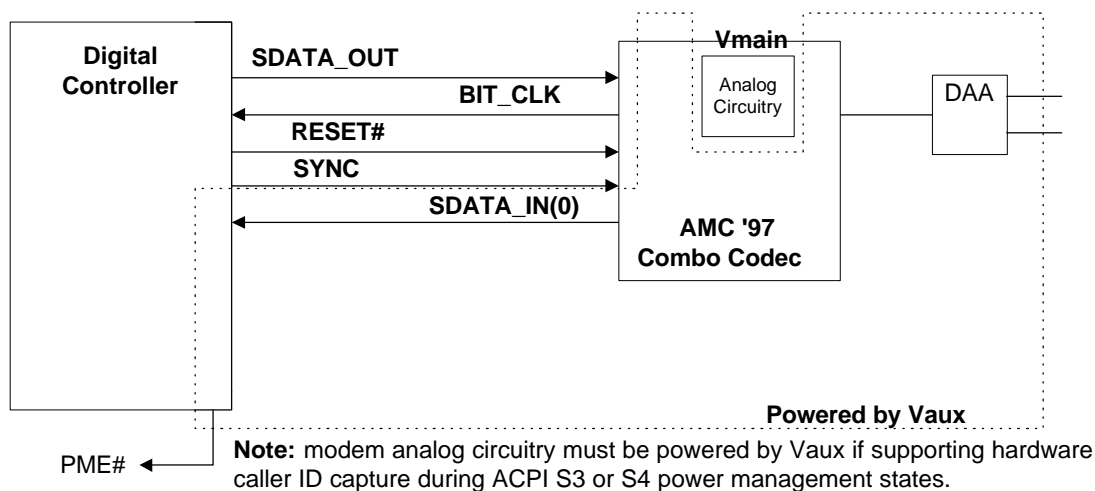 Vmain
Digital
Controller
SDATA_OUT
Analog
Circuitry
DAA
BIT_CLK
RESET#
SYNC
SDATA_IN(0)
AMC '97
Combo Codec
Powered by Vaux
PME#
Note: modem analog circuitry must be powered by Vaux if supporting hardware
caller ID capture during ACPI S3 or S4 power management states.